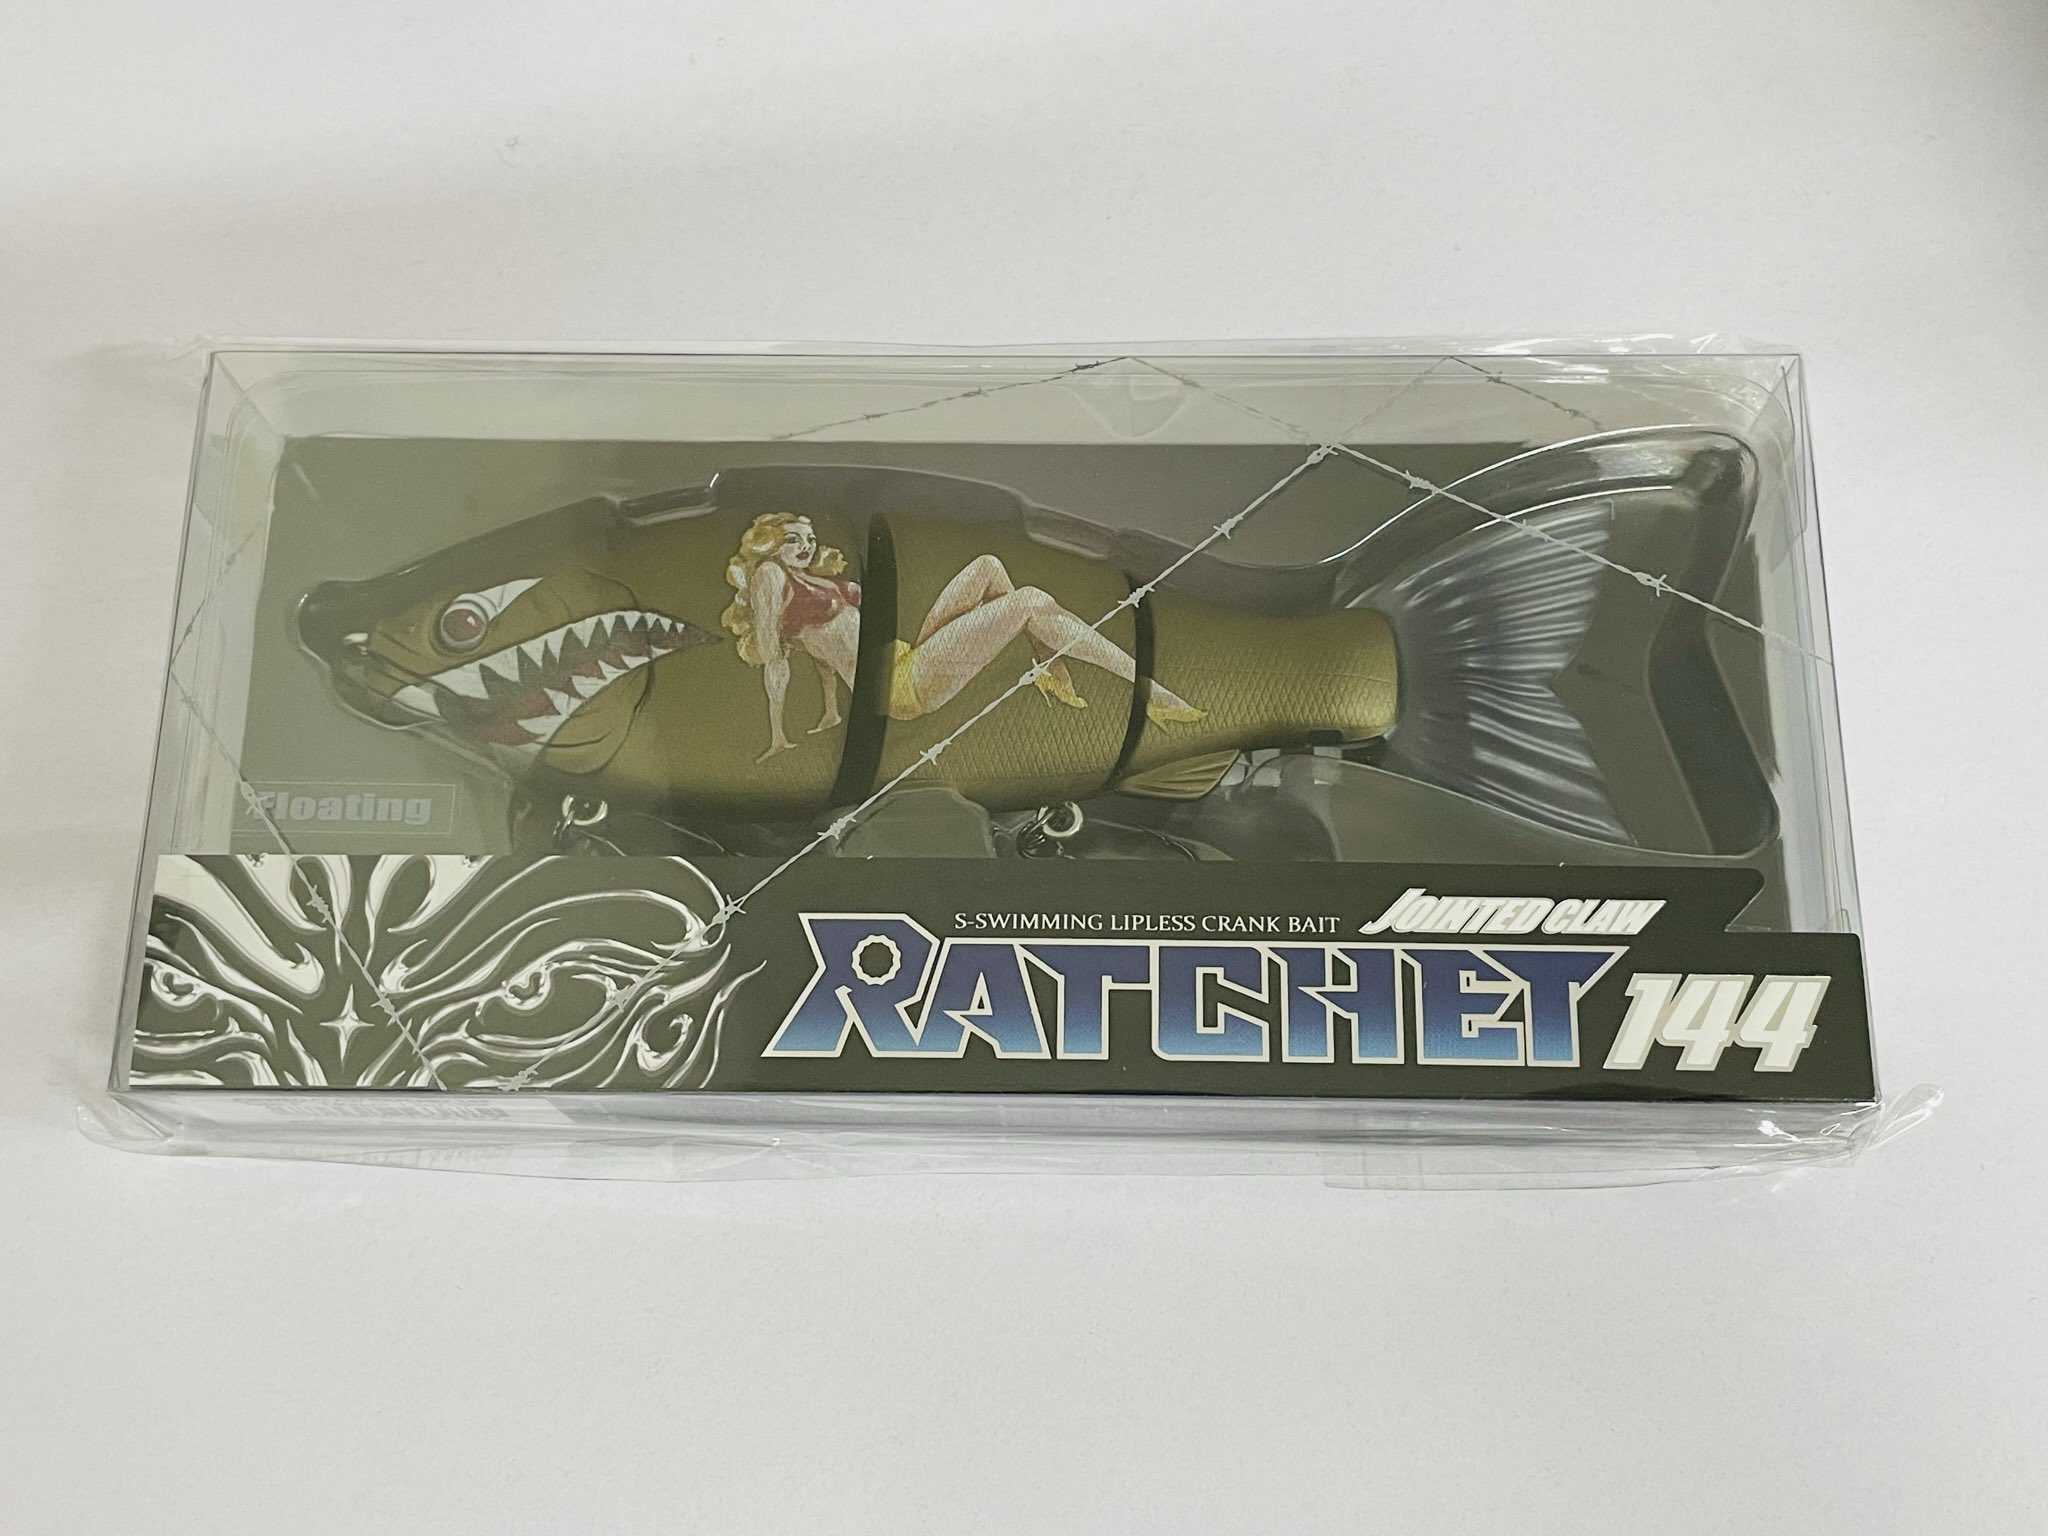 Floating
S-SWIMMING LIPLESS CRANK BAIT
JOINTED CLAW
RATCHET 144